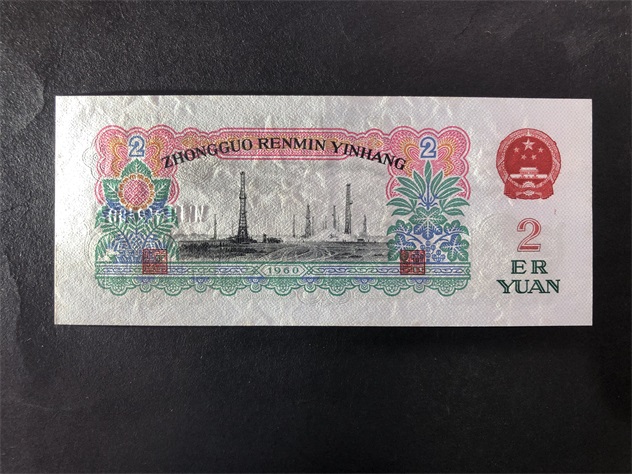 2
ZHONGGUO RENMIN YINHANG
2
1960
2
ER
YUAN